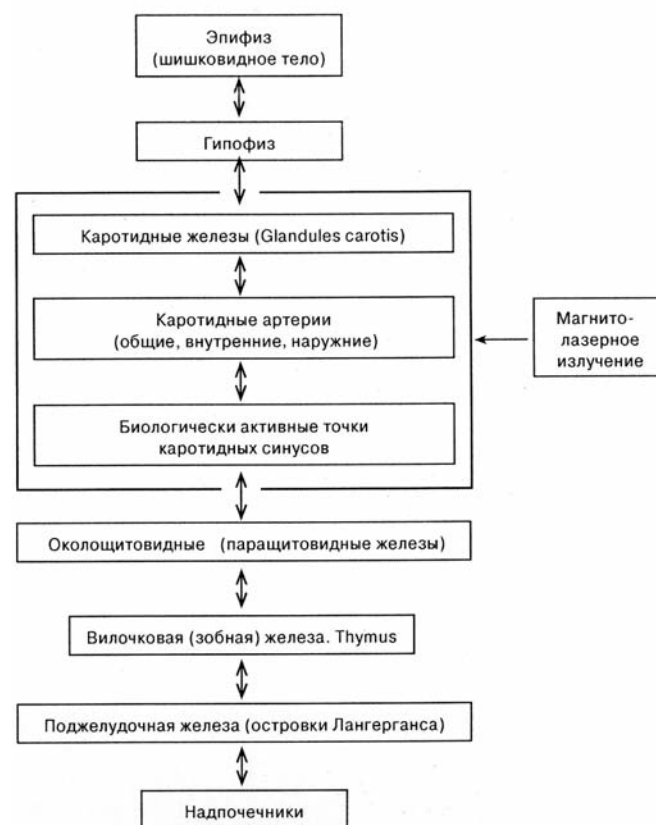 Эпифиз
(шишковидное тело)
Гипофиз
Каротидные железы (Glandules carotis)
Каротидные артерии
(общие, внутренние, наружние)
Магнито-
лазерное
излучение
Биологически активные точки
каротидных синусов
Околощитовидные (паращитовидные железы)
Вилочковая (зобная) железа. Thymus
Поджелудочная железа (островки Лангерганса)
Надпочечники